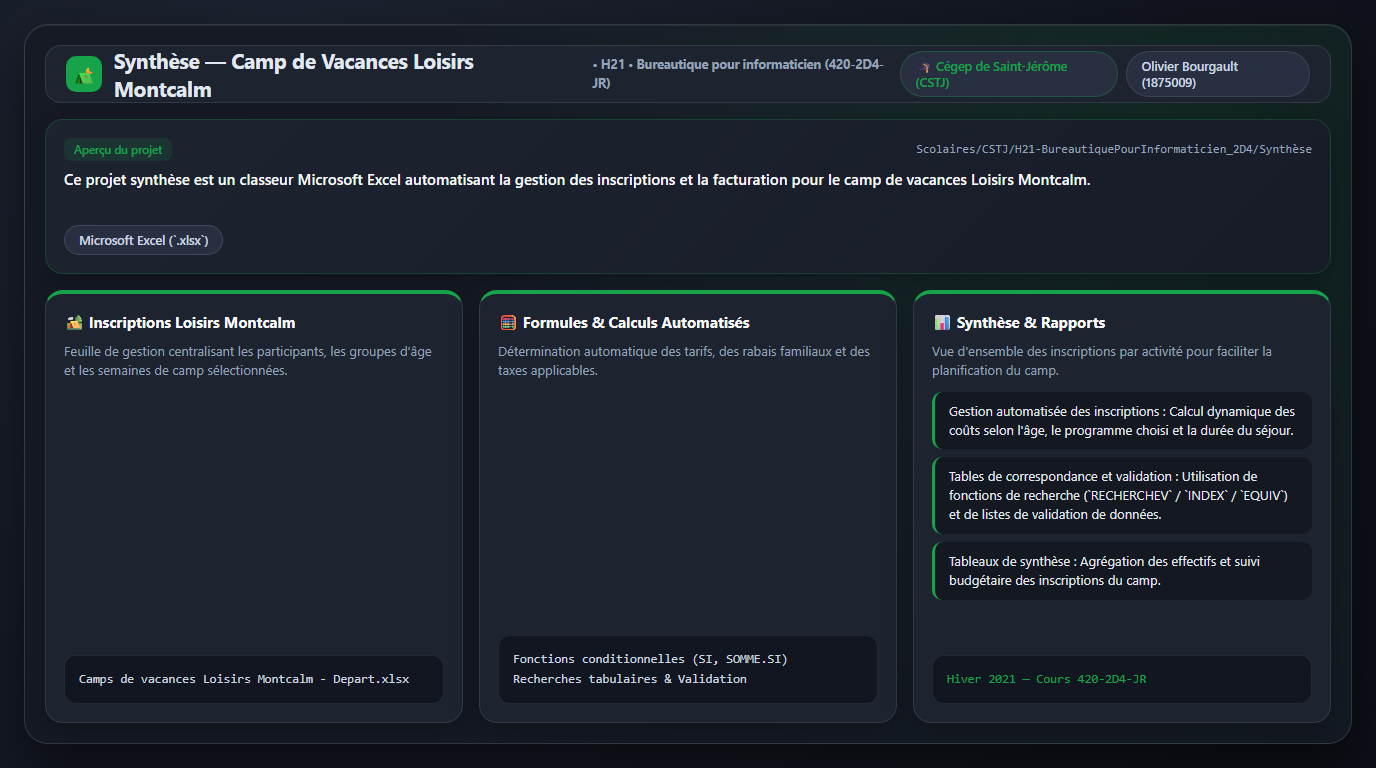 Synthèse — Camp de Vacances Loisirs
Montcalm
• H21 • Bureautique pour informaticien (420-2D4-
JR)
Cégep de Saint-Jérôme
(CSTJ)
Olivier Bourgault
(1875009)
Aperçu du projet
Scolaires/CSTJ/H21-BureautiquePourInformaticien_2D4/Synthèse
Ce projet synthèse est un classeur Microsoft Excel automatisant la gestion des inscriptions et la facturation pour le camp de vacances Loisirs Montcalm.
Microsoft Excel (`.xlsx`)
Inscriptions Loisirs Montcalm
Feuille de gestion centralisant les participants, les groupes d'âge
et les semaines de camp sélectionnées.
Camps de vacances Loisirs Montcalm - Depart.xlsx
Formules & Calculs Automatisés
Détermination automatique des tarifs, des rabais familiaux et des
taxes applicables.
Fonctions conditionnelles (SI, SOMME.SI)
Recherches tabulaires & Validation
Synthèse & Rapports
Vue d'ensemble des inscriptions par activité pour faciliter la
planification du camp.
Gestion automatisée des inscriptions : Calcul dynamique des
coûts selon l'âge, le programme choisi et la durée du séjour.
Tables de correspondance et validation : Utilisation de
fonctions de recherche (`RECHERCHEV` / `INDEX` / `EQUIV`)
et de listes de validation de données.
Tableaux de synthèse : Agrégation des effectifs et suivi
budgétaire des inscriptions du camp.
Hiver 2021 — Cours 420-2D4-JR